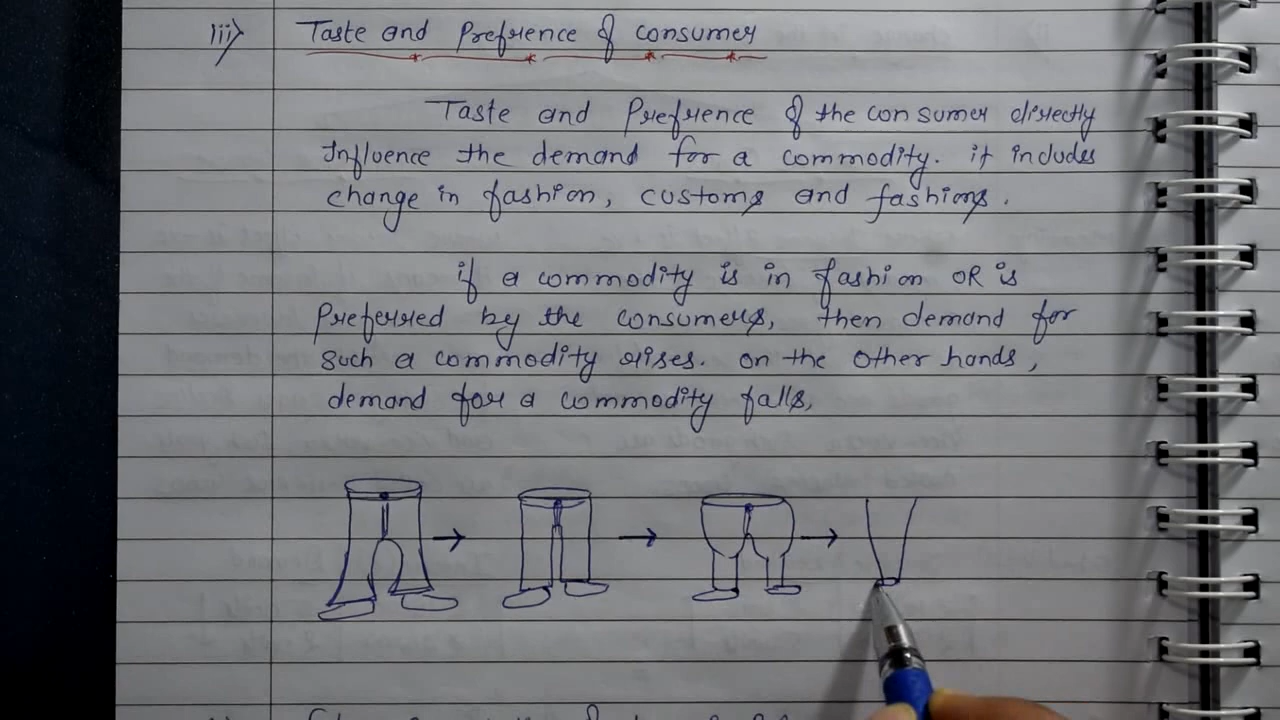 iii) Taste and Prefrence of consumer
Taste and Prefrence of the consumer directly
Influence the demand for a commodity. it includes
change in fashion, customs and fashions.
if a commodity is in fashion OR is
Preferred by the consumers, then demand for
such a commodity rises. on the other hands,
demand for a commodity falls,